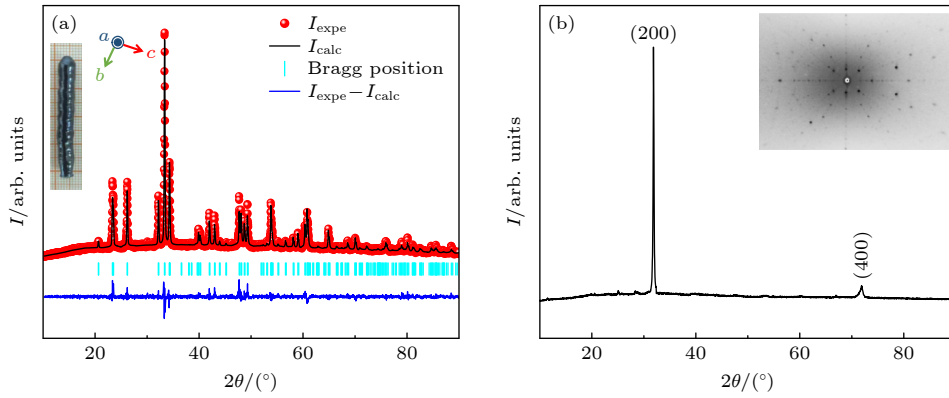 (a)
a
b
c
I_expe
I_calc
Bragg position
I_expe−I_calc
I/arb. units
20
40
60
80
2θ/(°)
(b)
(200)
(400)
I/arb. units
20
40
60
80
2θ/(°)